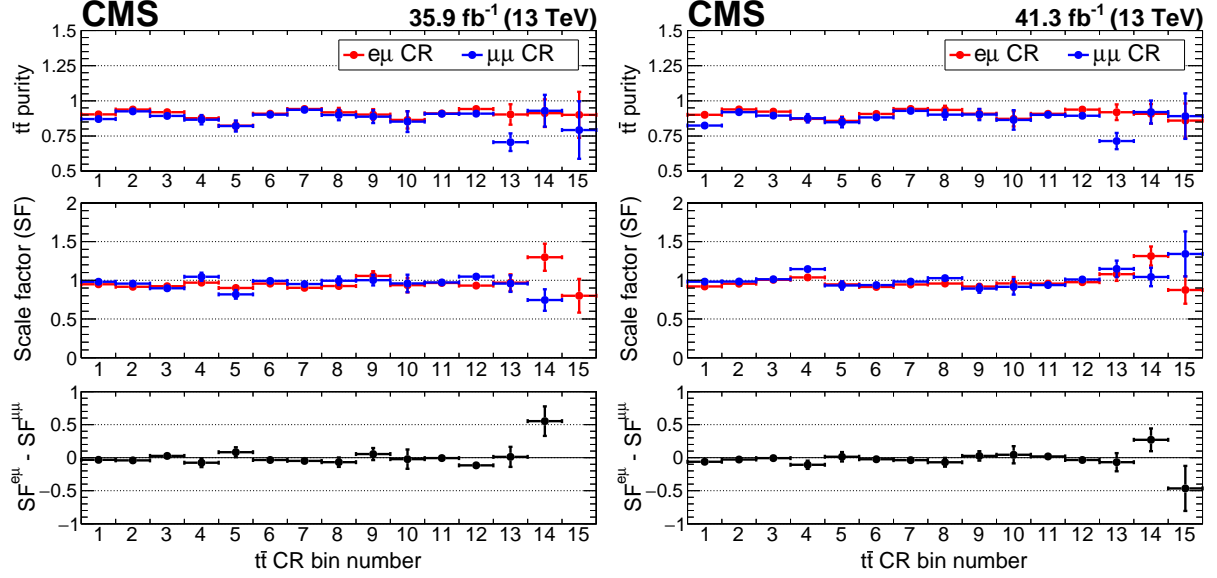 CMS 35.9 fb⁻¹ (13 TeV)
eμ CR μμ CR
tt̄ purity
1.5
1.25
1
0.75
0.5
1 2 3 4 5 6 7 8 9 10 11 12 13 14 15
Scale factor (SF)
2
1.5
1
0.5
0
1 2 3 4 5 6 7 8 9 10 11 12 13 14 15
SF^eμ - SF^μμ
1
0.5
0
−0.5
−1
1 2 3 4 5 6 7 8 9 10 11 12 13 14 15
tt̄ CR bin number
CMS 41.3 fb⁻¹ (13 TeV)
eμ CR μμ CR
tt̄ purity
1.5
1.25
1
0.75
0.5
1 2 3 4 5 6 7 8 9 10 11 12 13 14 15
Scale factor (SF)
2
1.5
1
0.5
0
1 2 3 4 5 6 7 8 9 10 11 12 13 14 15
SF^eμ - SF^μμ
1
0.5
0
−0.5
−1
1 2 3 4 5 6 7 8 9 10 11 12 13 14 15
tt̄ CR bin number